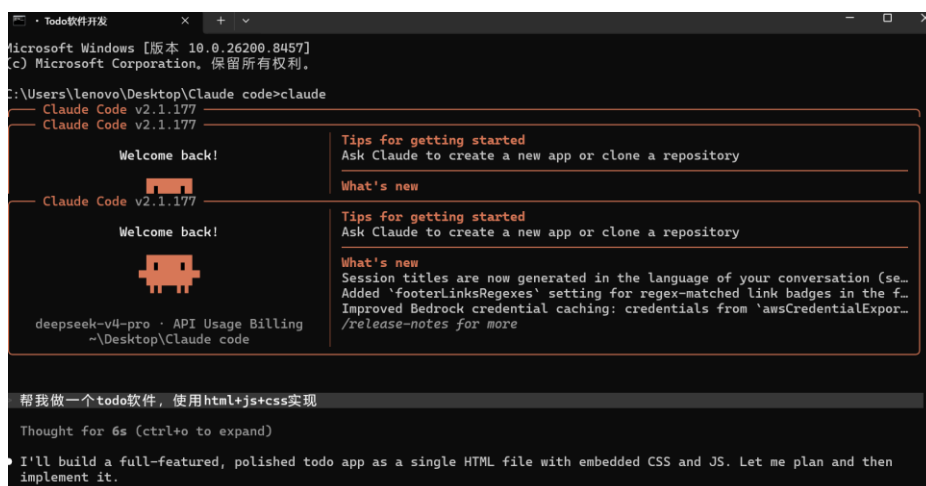 Todo软件开发
Microsoft Windows [版本 10.0.26200.8457]
(c) Microsoft Corporation。保留所有权利。
C:\Users\lenovo\Desktop\Claude code>claude
Claude Code v2.1.177
Claude Code v2.1.177
Tips for getting started
Welcome back!
Ask Claude to create a new app or clone a repository
What's new
Claude Code v2.1.177
Tips for getting started
Welcome back!
Ask Claude to create a new app or clone a repository
What's new
Session titles are now generated in the language of your conversation (se…
Added `footerLinksRegexes` setting for regex-matched link badges in the f…
Improved Bedrock credential caching: credentials from `awsCredentialExpor…
deepseek-v4-pro · API Usage Billing
/release-notes for more
~\Desktop\Claude code
帮我做一个todo软件, 使用html+js+css实现
Thought for 6s (ctrl+o to expand)
I'll build a full-featured, polished todo app as a single HTML file with embedded CSS and JS. Let me plan and then
implement it.